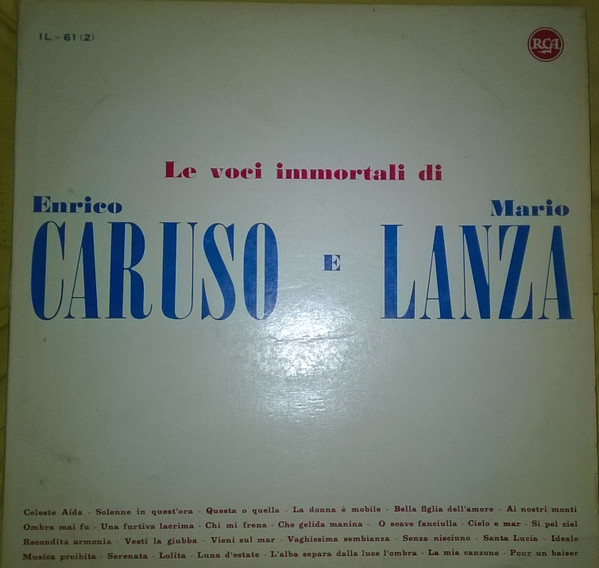 IL - 61 (2)
RCA
Le voci immortali di
Enrico Mario
CARUSO E LANZA
Celeste Aida - Solenne in quest'ora - Questa o quella - La donna è mobile - Bella figlia dell'amore - Ai nostri monti
Ombra mai fu - Una furtiva lacrima - Chi mi frena - Che gelida manina - O soave fanciulla - Cielo e mar - Si pel ciel
Recondita armonia - Vesti la giubba - Vieni sul mar - Vaghissima sembianza - Senza nisciuno - Santa Lucia - Ideale
Musica proibita - Serenata - Lolita - Luna d'estate - L'alba separa dalla luce l'ombra - La mia canzone - Pour un baiser